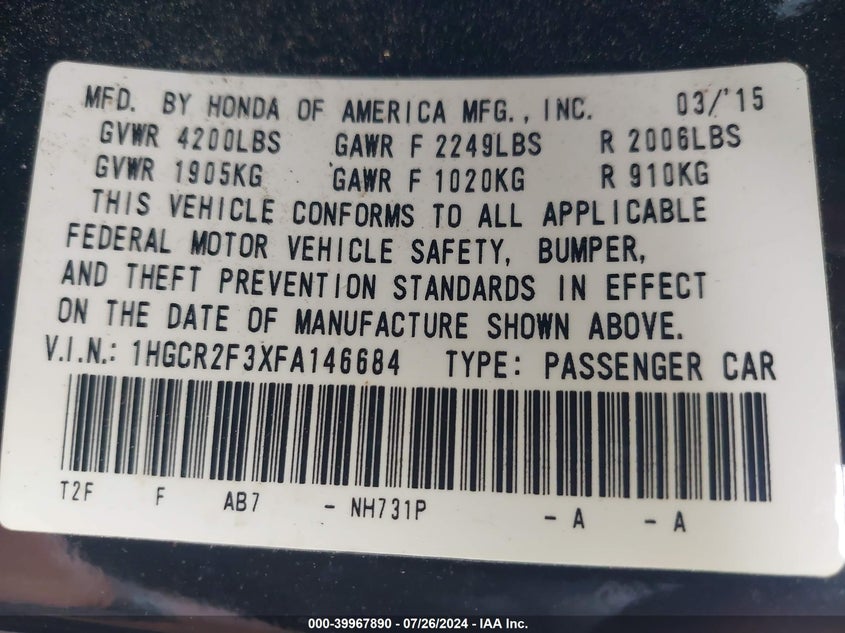 MFD. BY HONDA OF AMERICA MFG., INC. 03/'15
GVWR 4200LBS GAWR F 2249LBS R 2006LBS
GVWR 1905KG GAWR F 1020KG R 910KG
THIS VEHICLE CONFORMS TO ALL APPLICABLE
FEDERAL MOTOR VEHICLE SAFETY, BUMPER,
AND THEFT PREVENTION STANDARDS IN EFFECT
ON THE DATE OF MANUFACTURE SHOWN ABOVE.
V.I.N.: 1HGCR2F3XFA146684 TYPE: PASSENGER CAR
T2F F AB7 - NH731P - A - A
000-39967890 - 07/26/2024 - IAA Inc.